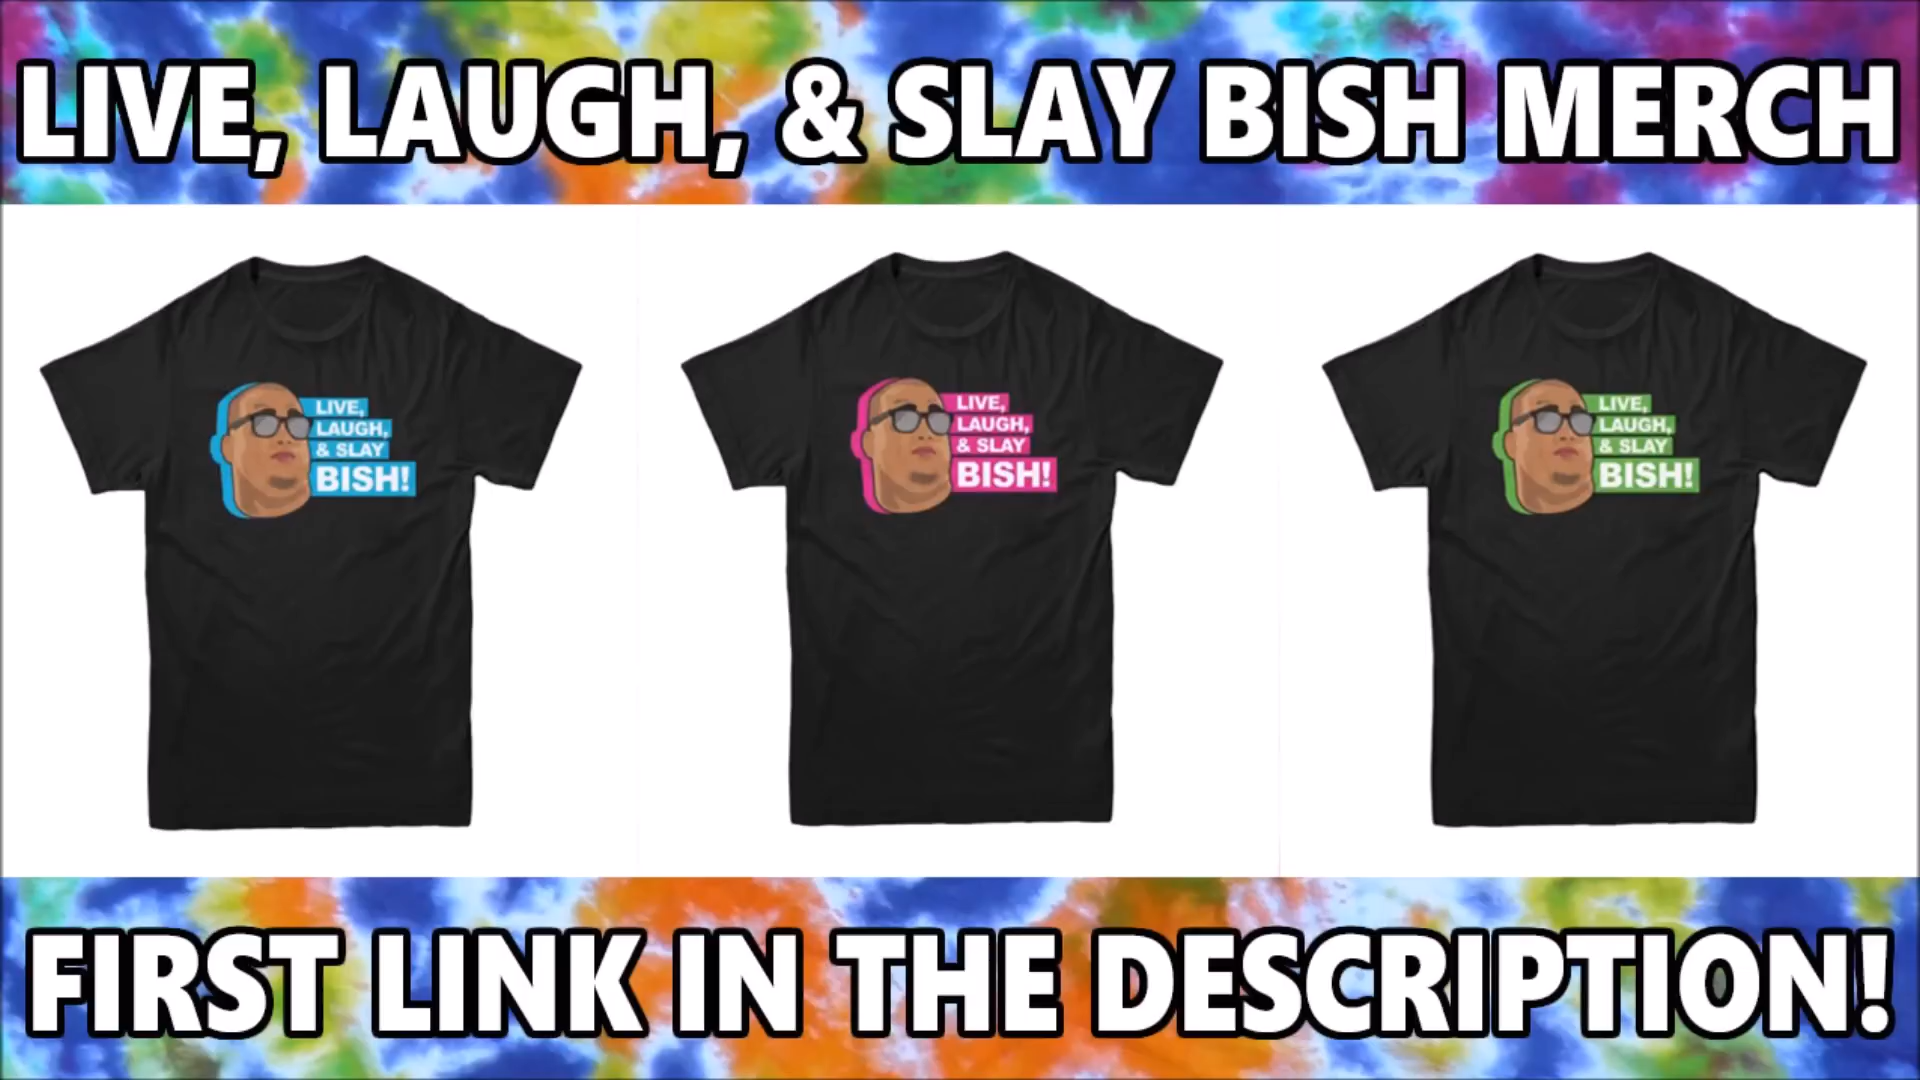 LIVE, LAUGH, & SLAY BISH MERCH
LIVE,
LAUGH,
& SLAY
BISH!
LIVE,
LAUGH,
& SLAY
BISH!
LIVE,
LAUGH,
& SLAY
BISH!
FIRST LINK IN THE DESCRIPTION!